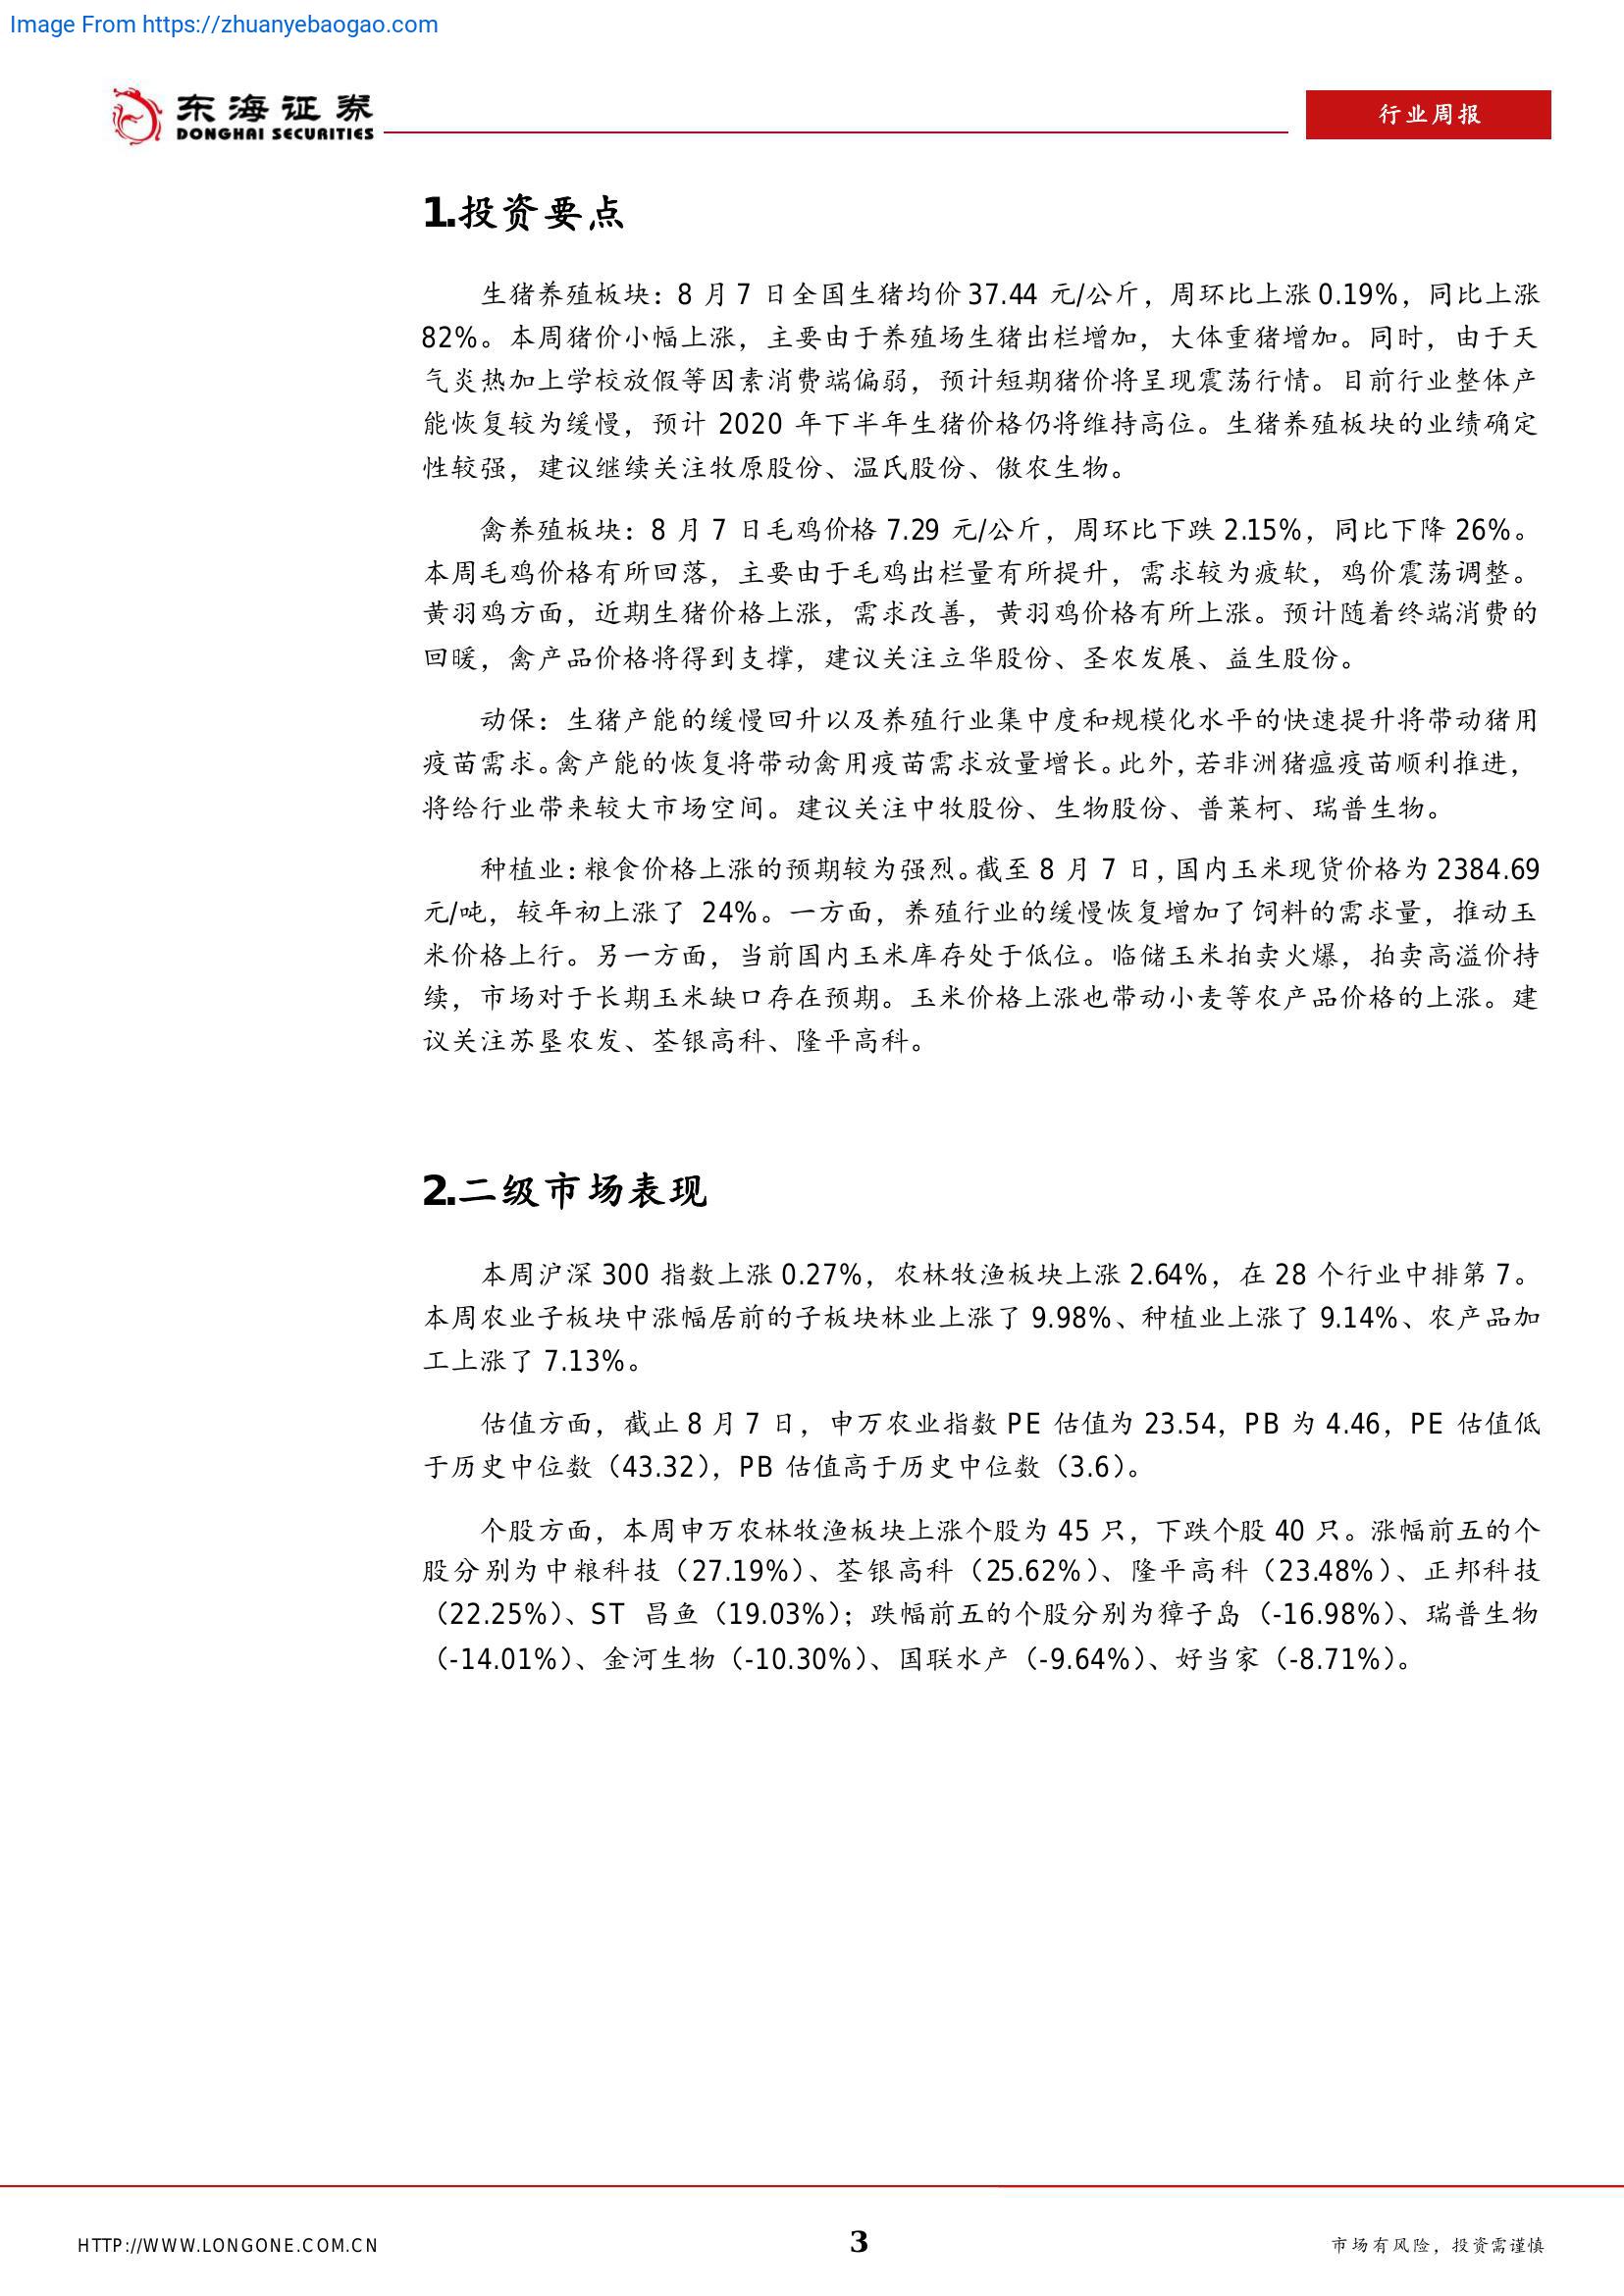 Image From https://zhuanyebaogao.com
东海证券
DONGHAI SECURITIES
行业周报
1.投资要点
生猪养殖板块：8 月 7 日全国生猪均价 37.44 元/公斤，周环比上涨 0.19%，同比上涨
82%。本周猪价小幅上涨，主要由于养殖场生猪出栏增加，大体重猪增加。同时，由于天
气炎热加上学校放假等因素消费端偏弱，预计短期猪价将呈现震荡行情。目前行业整体产
能恢复较为缓慢，预计 2020 年下半年生猪价格仍将维持高位。生猪养殖板块的业绩确定
性较强，建议继续关注牧原股份、温氏股份、傲农生物。
禽养殖板块：8 月 7 日毛鸡价格 7.29 元/公斤，周环比下跌 2.15%，同比下降 26%。
本周毛鸡价格有所回落，主要由于毛鸡出栏量有所提升，需求较为疲软，鸡价震荡调整。
黄羽鸡方面，近期生猪价格上涨，需求改善，黄羽鸡价格有所上涨。预计随着终端消费的
回暖，禽产品价格将得到支撑，建议关注立华股份、圣农发展、益生股份。
动保：生猪产能的缓慢回升以及养殖行业集中度和规模化水平的快速提升将带动猪用
疫苗需求。禽产能的恢复将带动禽用疫苗需求放量增长。此外，若非洲猪瘟疫苗顺利推进，
将给行业带来较大市场空间。建议关注中牧股份、生物股份、普莱柯、瑞普生物。
种植业：粮食价格上涨的预期较为强烈。截至 8 月 7 日，国内玉米现货价格为 2384.69
元/吨，较年初上涨了 24%。一方面，养殖行业的缓慢恢复增加了饲料的需求量，推动玉
米价格上行。另一方面，当前国内玉米库存处于低位。临储玉米拍卖火爆，拍卖高溢价持
续，市场对于长期玉米缺口存在预期。玉米价格上涨也带动小麦等农产品价格的上涨。建
议关注苏垦农发、荃银高科、隆平高科。
2.二级市场表现
本周沪深 300 指数上涨 0.27%，农林牧渔板块上涨 2.64%，在 28 个行业中排第 7。
本周农业子板块中涨幅居前的子板块林业上涨了 9.98%、种植业上涨了 9.14%、农产品加
工上涨了 7.13%。
估值方面，截止 8 月 7 日，申万农业指数 PE 估值为 23.54，PB 为 4.46，PE 估值低
于历史中位数（43.32），PB 估值高于历史中位数（3.6）。
个股方面，本周申万农林牧渔板块上涨个股为 45 只，下跌个股 40 只。涨幅前五的个
股分别为中粮科技（27.19%）、荃银高科（25.62%）、隆平高科（23.48%）、正邦科技
（22.25%）、ST 昌鱼（19.03%）；跌幅前五的个股分别为獐子岛（-16.98%）、瑞普生物
（-14.01%）、金河生物（-10.30%）、国联水产（-9.64%）、好当家（-8.71%）。
HTTP://WWW.LONGONE.COM.CN
3
市场有风险，投资需谨慎